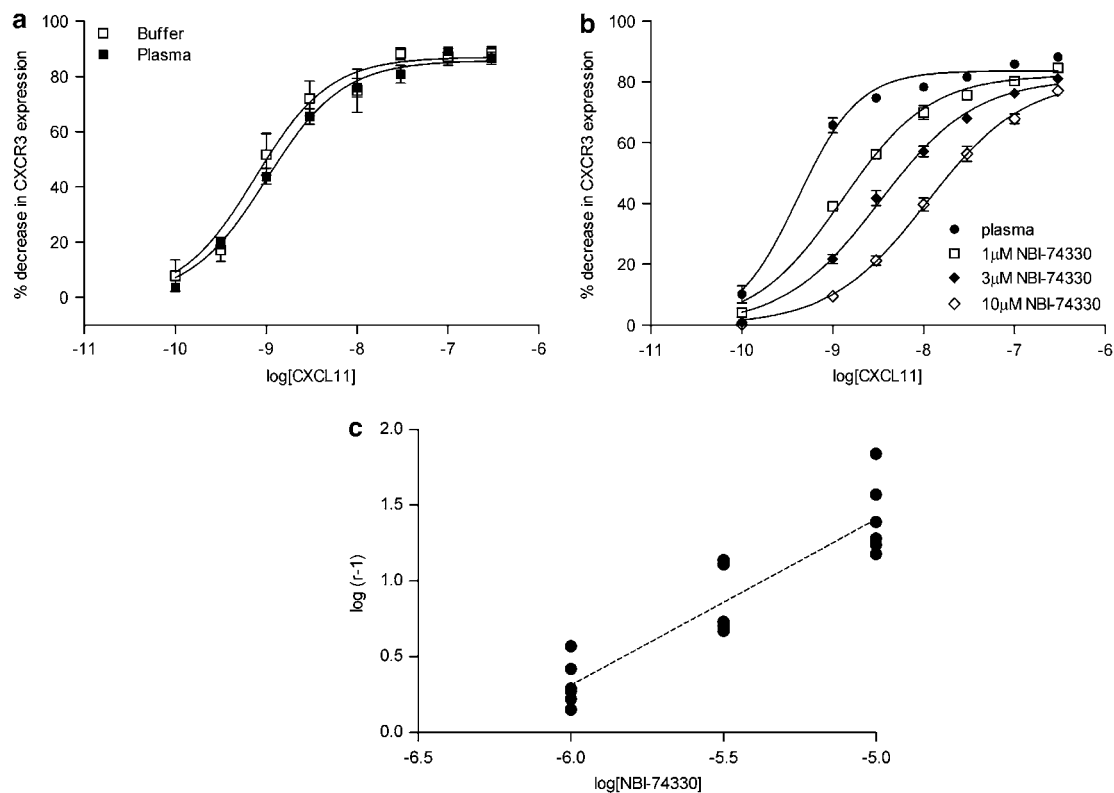 a
% decrease in CXCR3 expression
100
80
60
40
20
0
Buffer
Plasma
-11 -10 -9 -8 -7 -6
log[CXCL11]
b
% decrease in CXCR3 expression
100
80
60
40
20
0
plasma
1μM NBI-74330
3μM NBI-74330
10μM NBI-74330
-11 -10 -9 -8 -7 -6
log[CXCL11]
c
log (r-1)
2.0
1.5
1.0
0.5
0.0
-6.5 -6.0 -5.5 -5.0
log[NBI-74330]